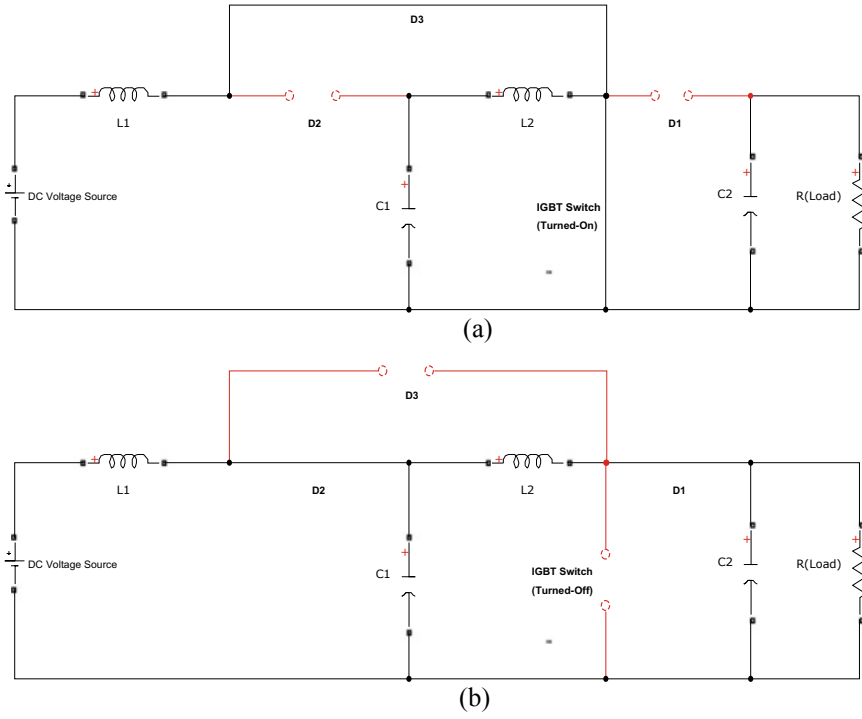 D3
D2
D1
L1
L2
DC Voltage Source
C1
IGBT Switch
(Turned-On)
C2
R(Load)
(a)
D3
D2
D1
L1
L2
DC Voltage Source
C1
IGBT Switch
(Turned-Off)
C2
R(Load)
(b)